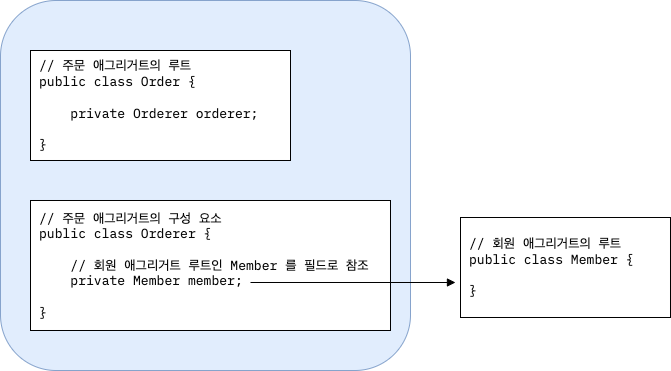 // 주문 애그리거트의 루트
public class Order {
private Orderer orderer;
}
// 주문 애그리거트의 구성 요소
public class Orderer {
// 회원 애그리거트 루트인 Member 를 필드로 참조
private Member member;
}
// 회원 애그리거트의 루트
public class Member {
}